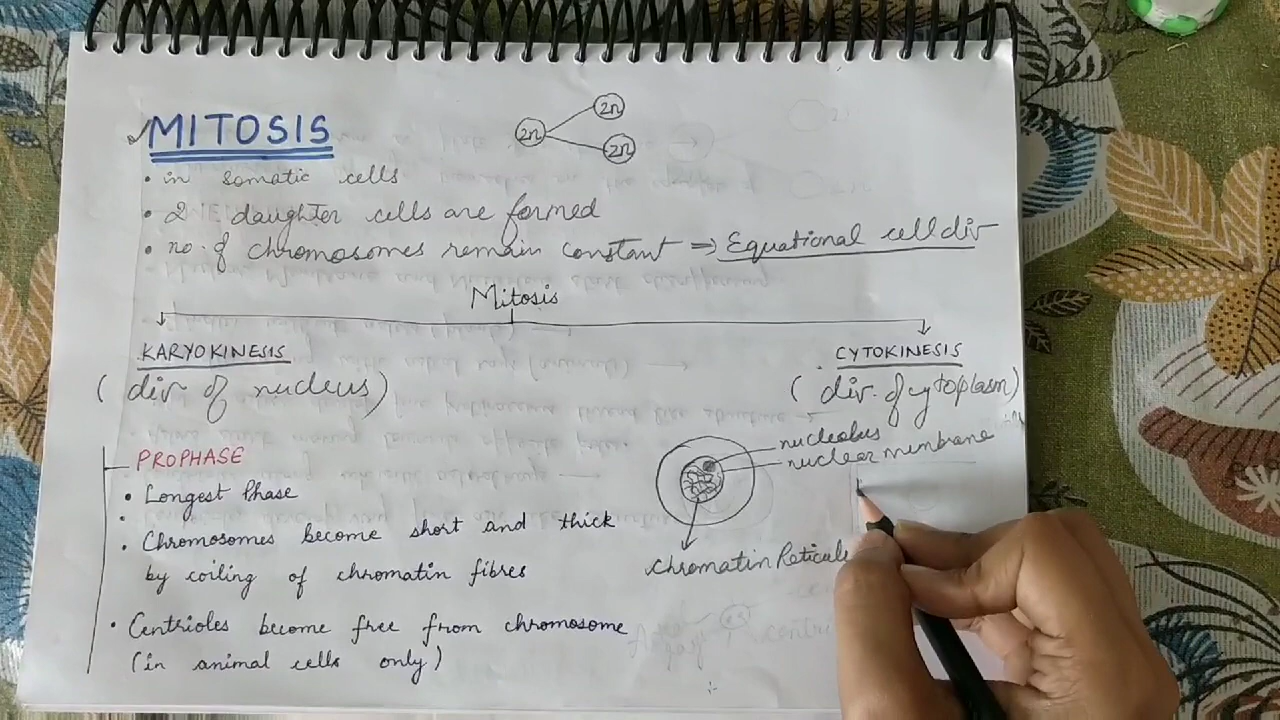 MITOSIS
2n
2n
2n
• in somatic cells
• 2 daughter cells are formed
• no. of chromosomes remain constant ⇒ Equational cell div
Mitosis
KARYOKINESIS
(div. of nucleus)
CYTOKINESIS
(div. of cytoplasm)
PROPHASE
• Longest Phase
• Chromosomes become short and thick
by coiling of chromatin fibres
• Centrioles become free from chromosome
(in animal cells only)
nucleolus
nuclear membrane
Chromatin